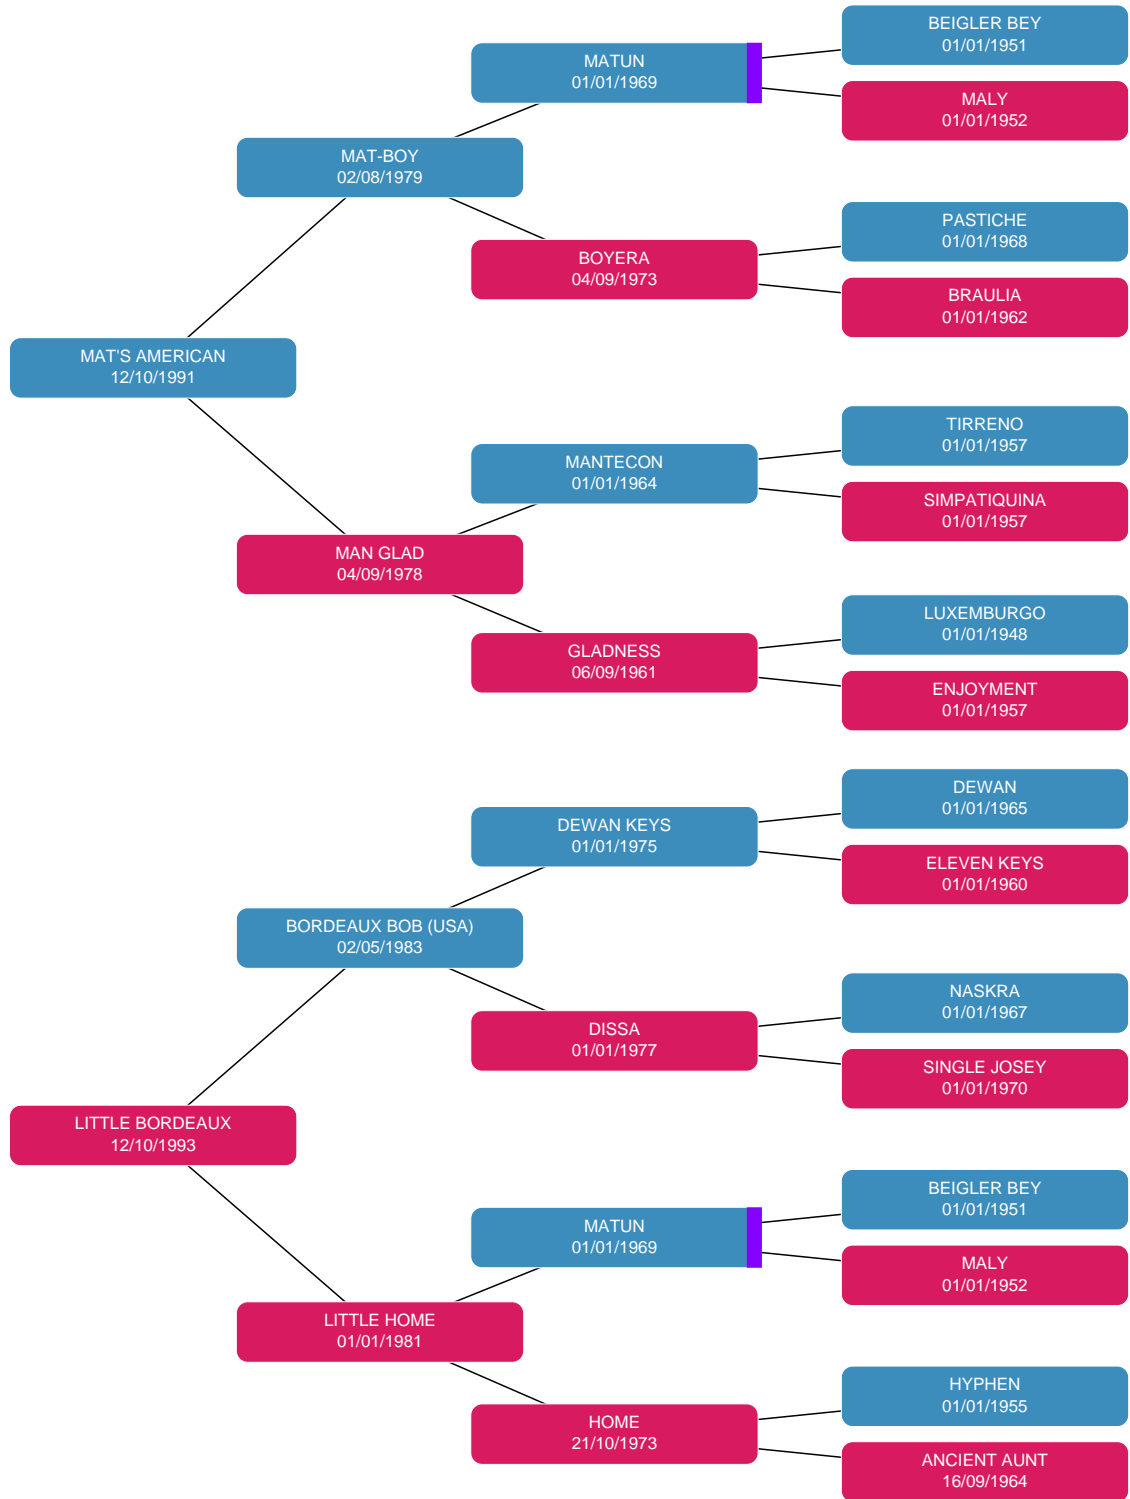 BEIGLER BEY
01/01/1951
MATUN
01/01/1969
MALY
01/01/1952
MAT-BOY
02/08/1979
PASTICHE
01/01/1968
BOYERA
04/09/1973
BRAULIA
01/01/1962
MAT'S AMERICAN
12/10/1991
TIRRENO
01/01/1957
MANTECON
01/01/1964
SIMPATIQUINA
01/01/1957
MAN GLAD
04/09/1978
LUXEMBURGO
01/01/1948
GLADNESS
06/09/1961
ENJOYMENT
01/01/1957
DEWAN
01/01/1965
DEWAN KEYS
01/01/1975
ELEVEN KEYS
01/01/1960
BORDEAUX BOB (USA)
02/05/1983
NASKRA
01/01/1967
DISSA
01/01/1977
SINGLE JOSEY
01/01/1970
LITTLE BORDEAUX
12/10/1993
BEIGLER BEY
01/01/1951
MATUN
01/01/1969
MALY
01/01/1952
LITTLE HOME
01/01/1981
HYPHEN
01/01/1955
HOME
21/10/1973
ANCIENT AUNT
16/09/1964